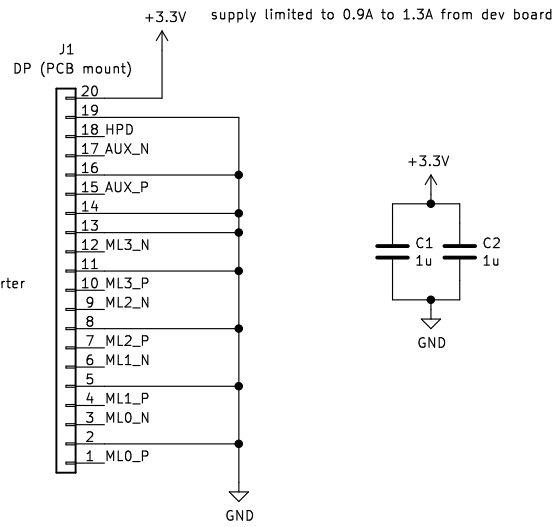 +3.3V
supply limited to 0.9A to 1.3A from dev board
J1
DP (PCB mount)
20
19
18 HPD
17 AUX_N
16
15 AUX_P
14
13
12 ML3_N
11
10 ML3_P
9 ML2_N
8
7 ML2_P
6 ML1_N
5
4 ML1_P
3 ML0_N
2
1 ML0_P
GND
rter
+3.3V
C1
1u
C2
1u
GND